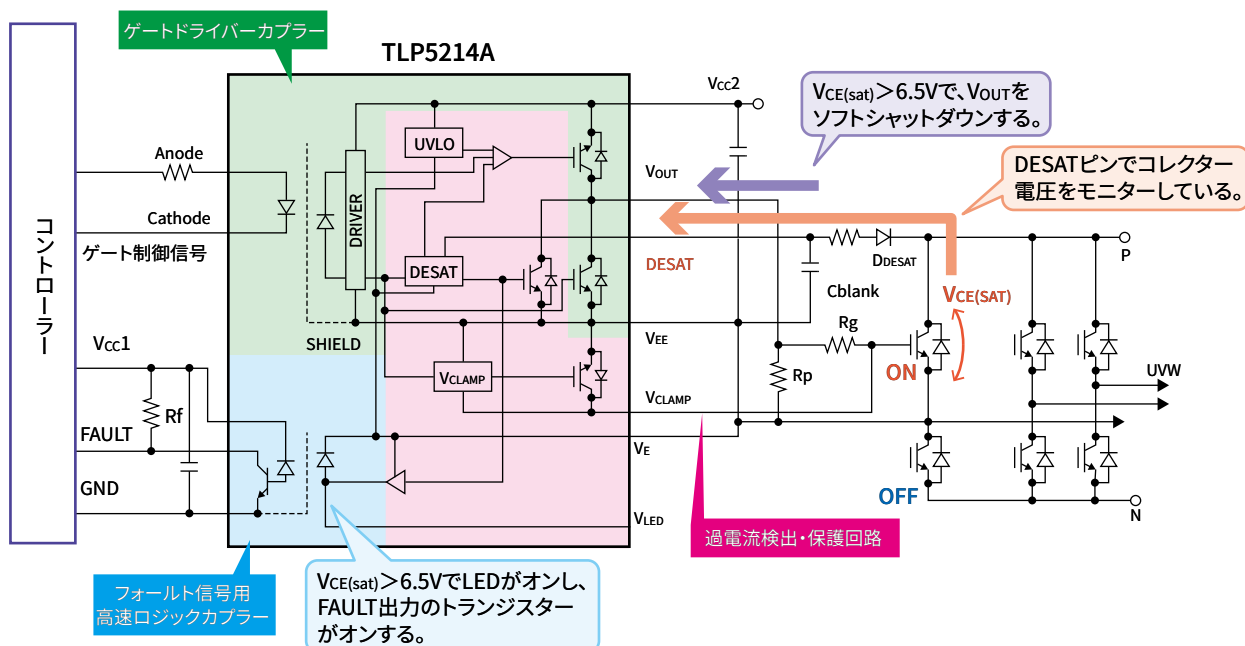 ゲートドライバーカプラー
TLP5214A
VCC2
VCE(sat)＞6.5Vで、VOUTを
ソフトシャットダウンする。
DESATピンでコレクター
電圧をモニターしている。
コントローラー
Anode
Cathode
ゲート制御信号
UVLO
DRIVER
DESAT
VOUT
DESAT
DDESAT
P
Cblank
VCE(SAT)
SHIELD
VEE
Rg
ON
VCC1
VCLAMP
Rp
UVW
VCLAMP
Rf
FAULT
VE
GND
OFF
VLED
N
過電流検出・保護回路
フォールト信号用
高速ロジックカプラー
VCE(sat)＞6.5VでLEDがオンし、
FAULT出力のトランジスター
がオンする。